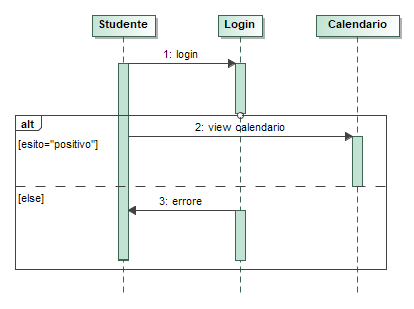 Studente
Login
Calendario
1: login
alt
2: view calendario
[esito="positivo"]
[else]
3: errore